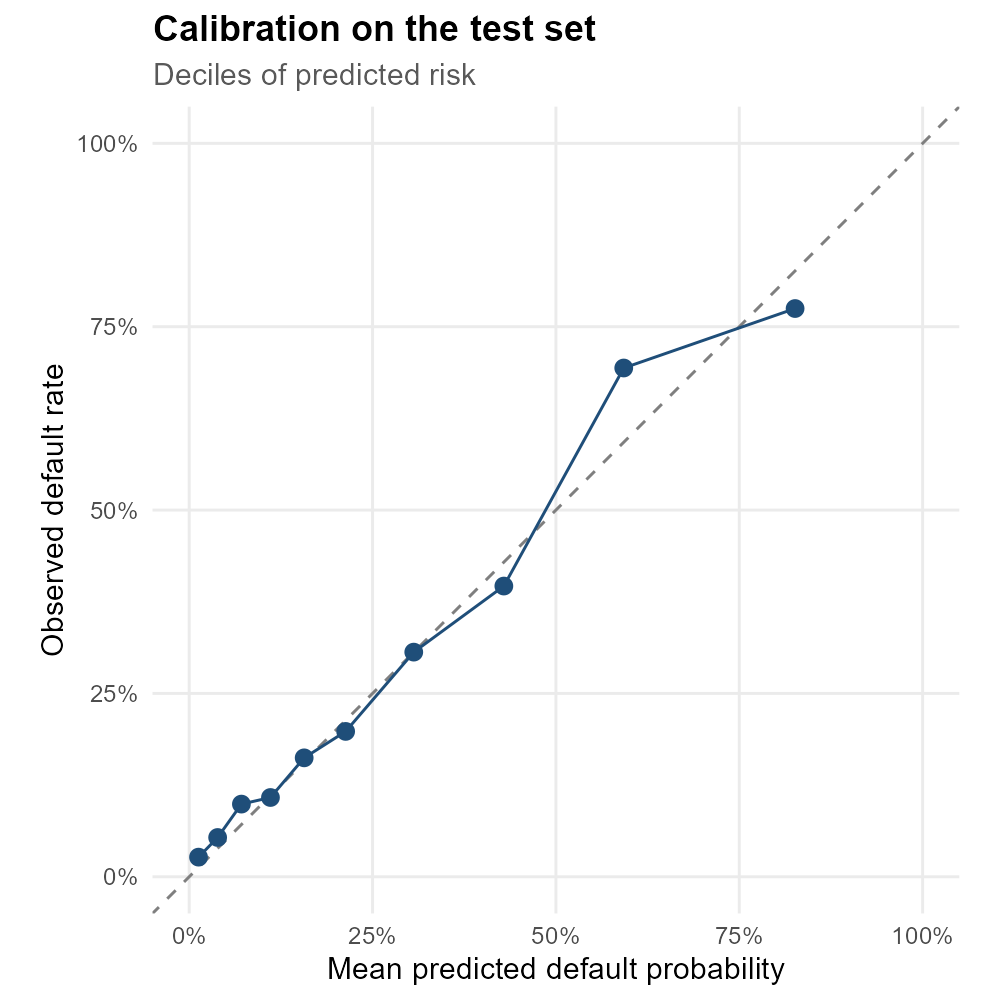 Calibration on the test set
Deciles of predicted risk
100%
75%
50%
25%
0%
Observed default rate
0% 25% 50% 75% 100%
Mean predicted default probability